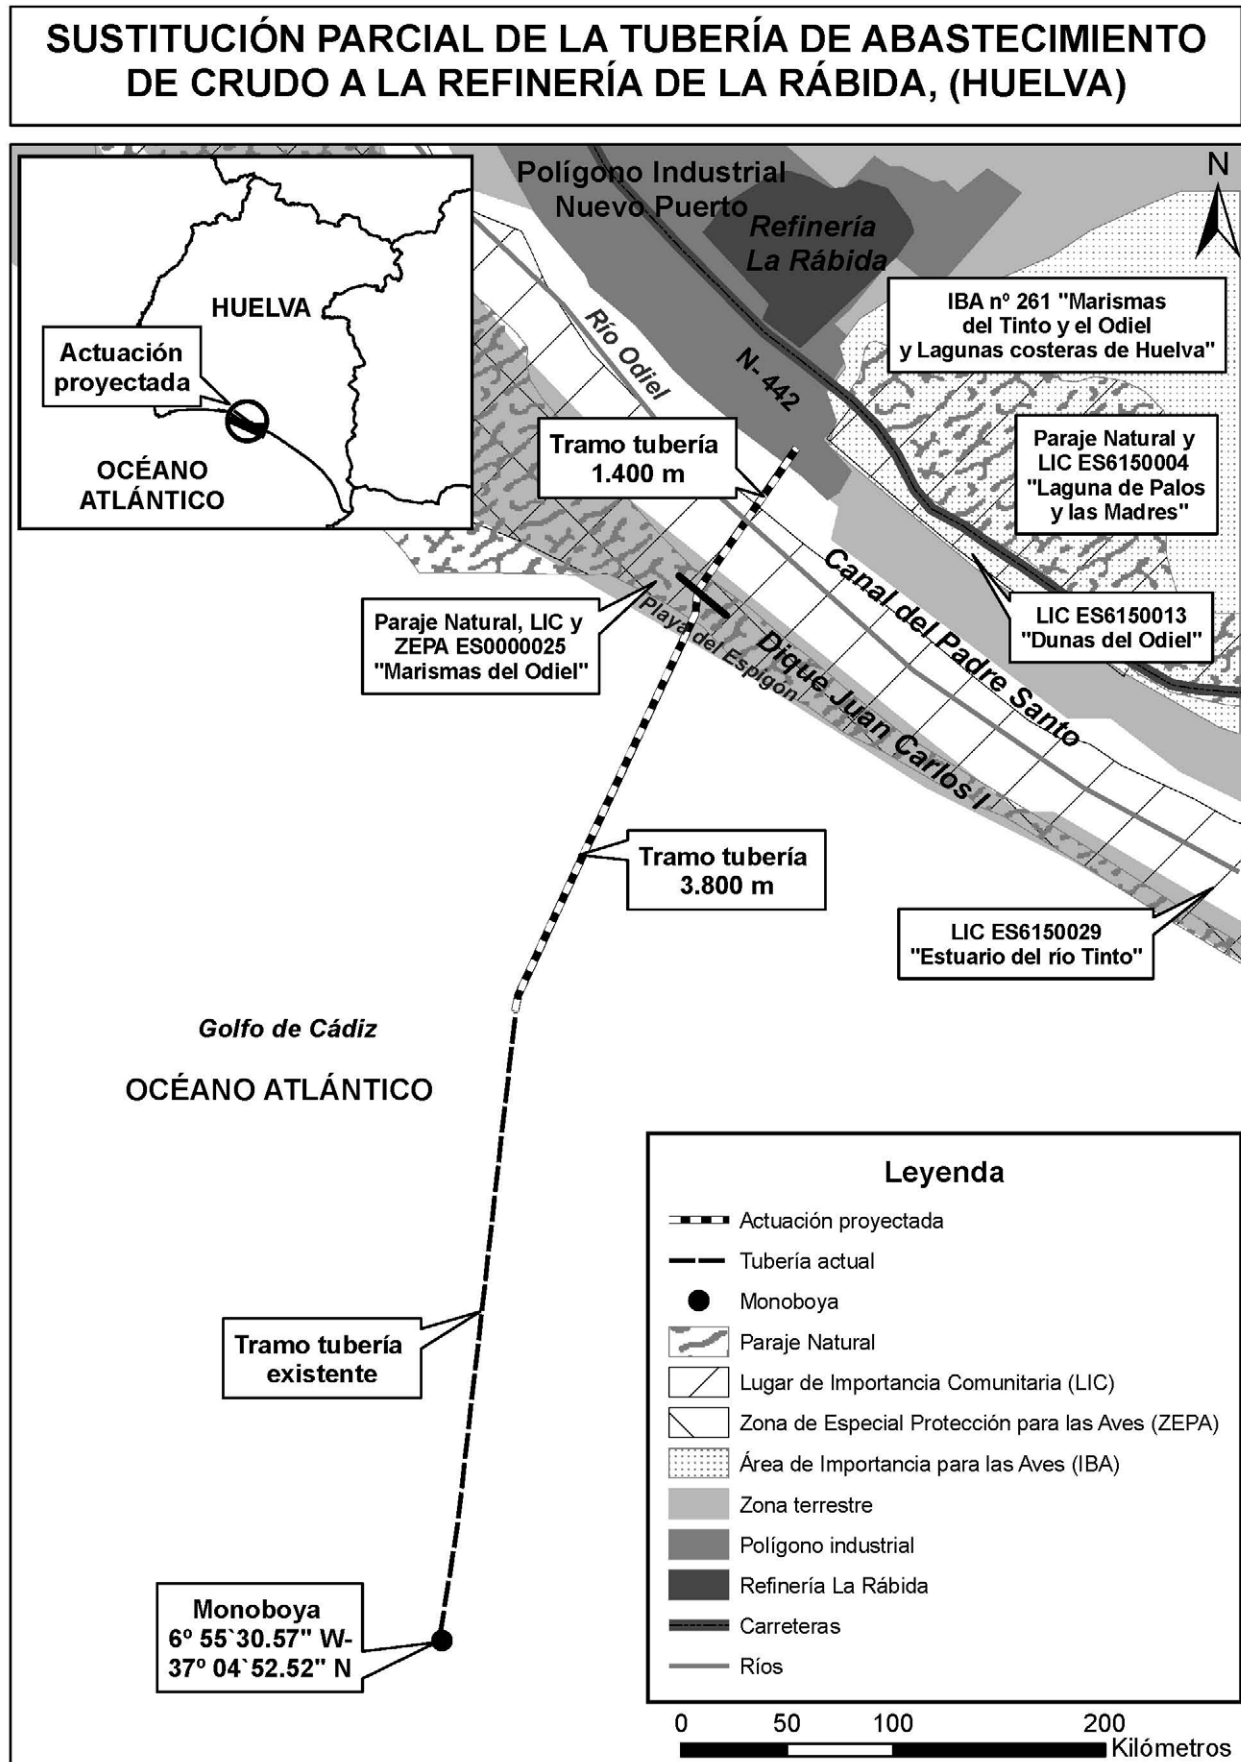 SUSTITUCIÓN PARCIAL DE LA TUBERÍA DE ABASTECIMIENTO
DE CRUDO A LA REFINERÍA DE LA RÁBIDA, (HUELVA)
Polígono Industrial
Nuevo Puerto
Refinería
La Rábida
N
HUELVA
Actuación
proyectada
OCÉANO
ATLÁNTICO
Río Odiel
N- 442
IBA nº 261 "Marismas
del Tinto y el Odiel
y Lagunas costeras de Huelva"
Tramo tubería
1.400 m
Paraje Natural y
LIC ES6150004
"Laguna de Palos
y las Madres"
Canal del Padre Santo
LIC ES6150013
"Dunas del Odiel"
Paraje Natural, LIC y
ZEPA ES0000025
"Marismas del Odiel"
Playa del Espigón
Dique Juan Carlos I
Tramo tubería
3.800 m
LIC ES6150029
"Estuario del río Tinto"
Golfo de Cádiz
OCÉANO ATLÁNTICO
Tramo tubería
existente
Monoboya
6º 55`30.57" W-
37º 04`52.52" N
Leyenda
Actuación proyectada
Tubería actual
Monoboya
Paraje Natural
Lugar de Importancia Comunitaria (LIC)
Zona de Especial Protección para las Aves (ZEPA)
Área de Importancia para las Aves (IBA)
Zona terrestre
Polígono industrial
Refinería La Rábida
Carreteras
Ríos
0 50 100 200
Kilómetros